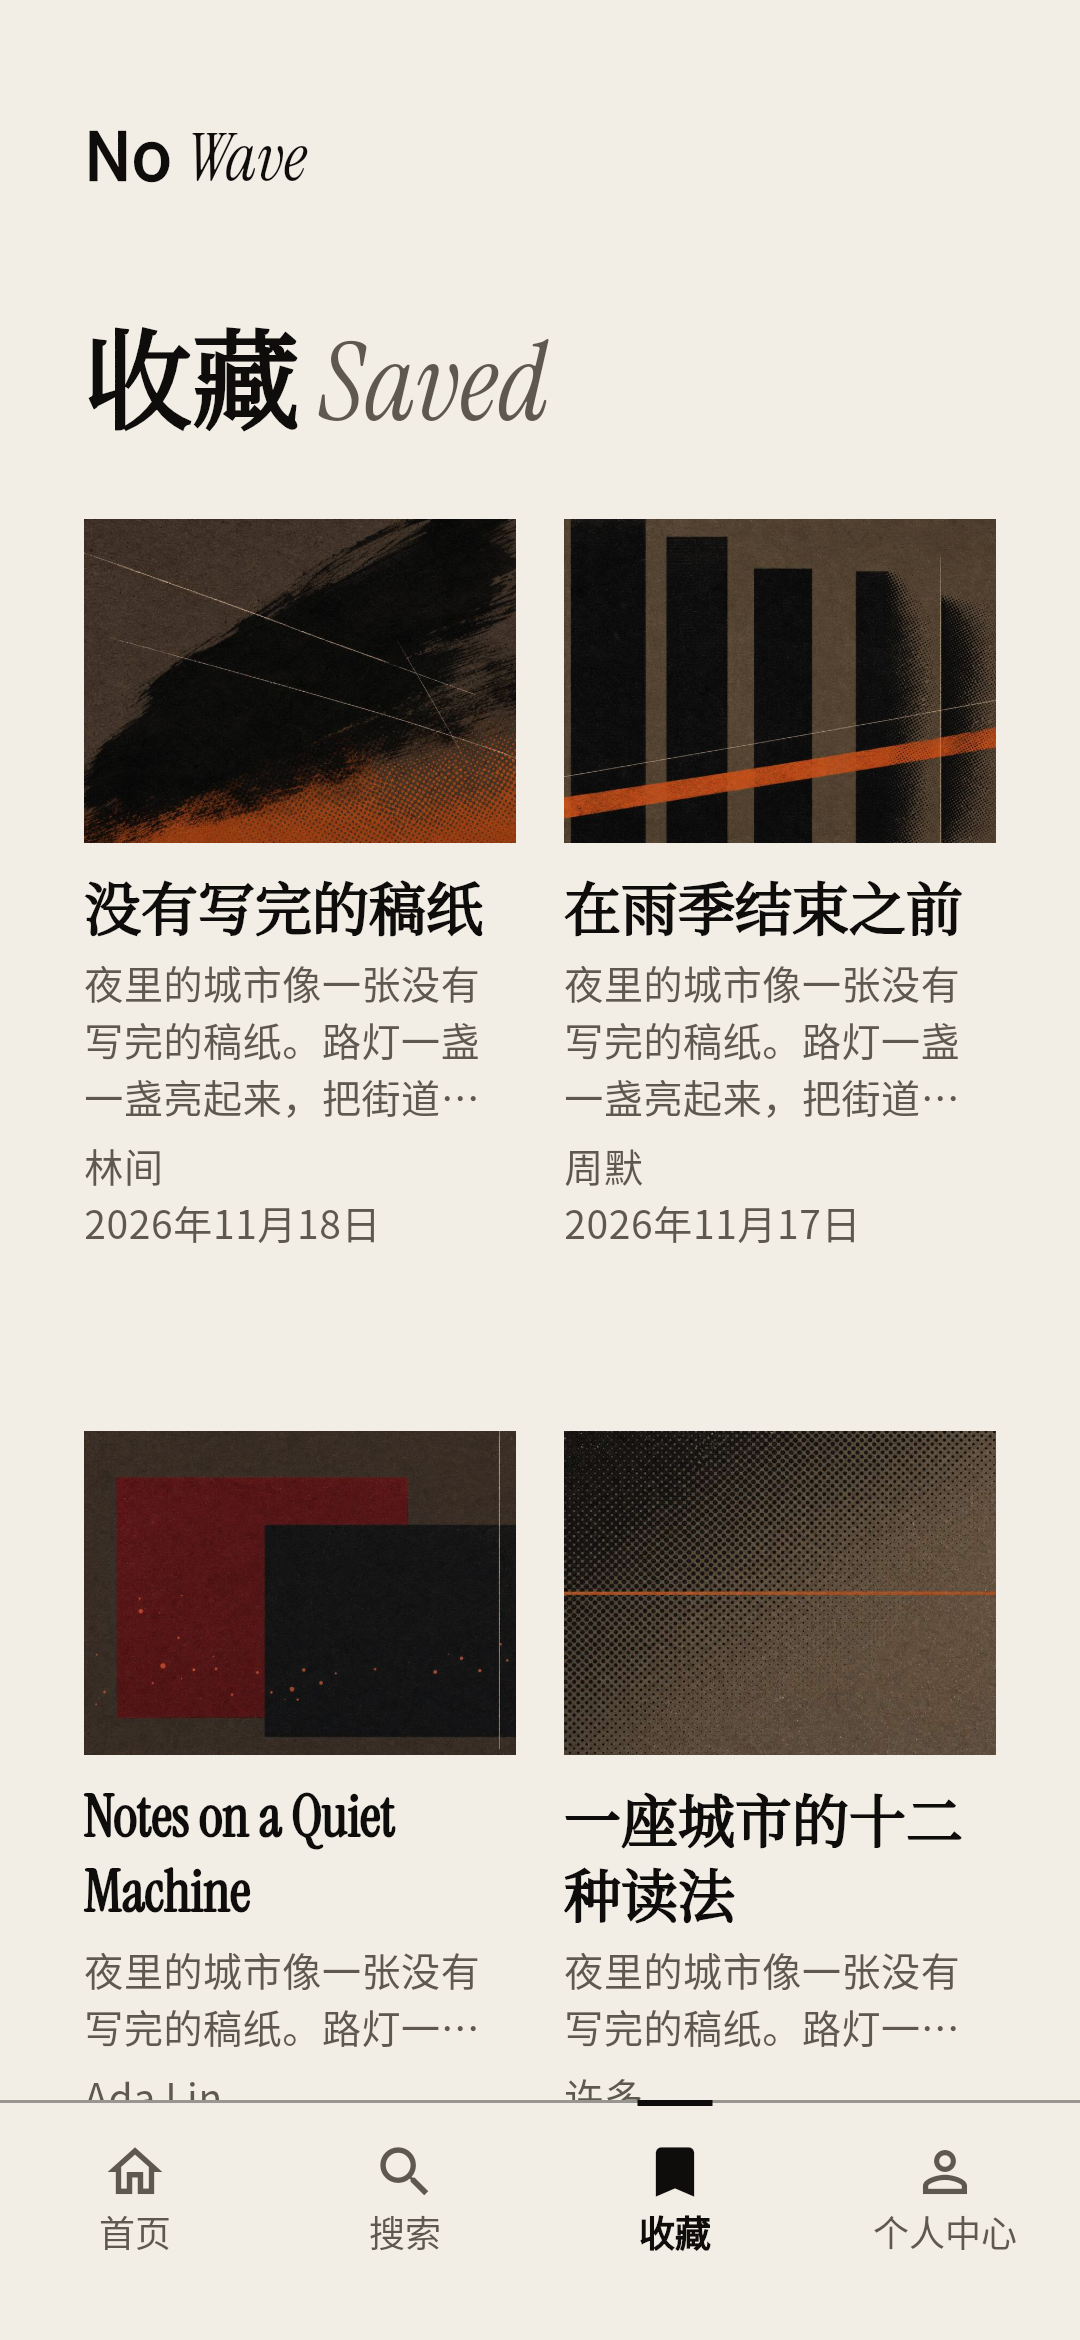 No Wave
收藏 Saved
没有写完的稿纸
夜里的城市像一张没有
写完的稿纸。路灯一盏
一盏亮起来，把街道…
林间
2026年11月18日
在雨季结束之前
夜里的城市像一张没有
写完的稿纸。路灯一盏
一盏亮起来，把街道…
周默
2026年11月17日
Notes on a Quiet
Machine
夜里的城市像一张没有
写完的稿纸。路灯一…
Ada Lin
一座城市的十二
种读法
夜里的城市像一张没有
写完的稿纸。路灯一…
许多
首页
搜索
收藏
个人中心